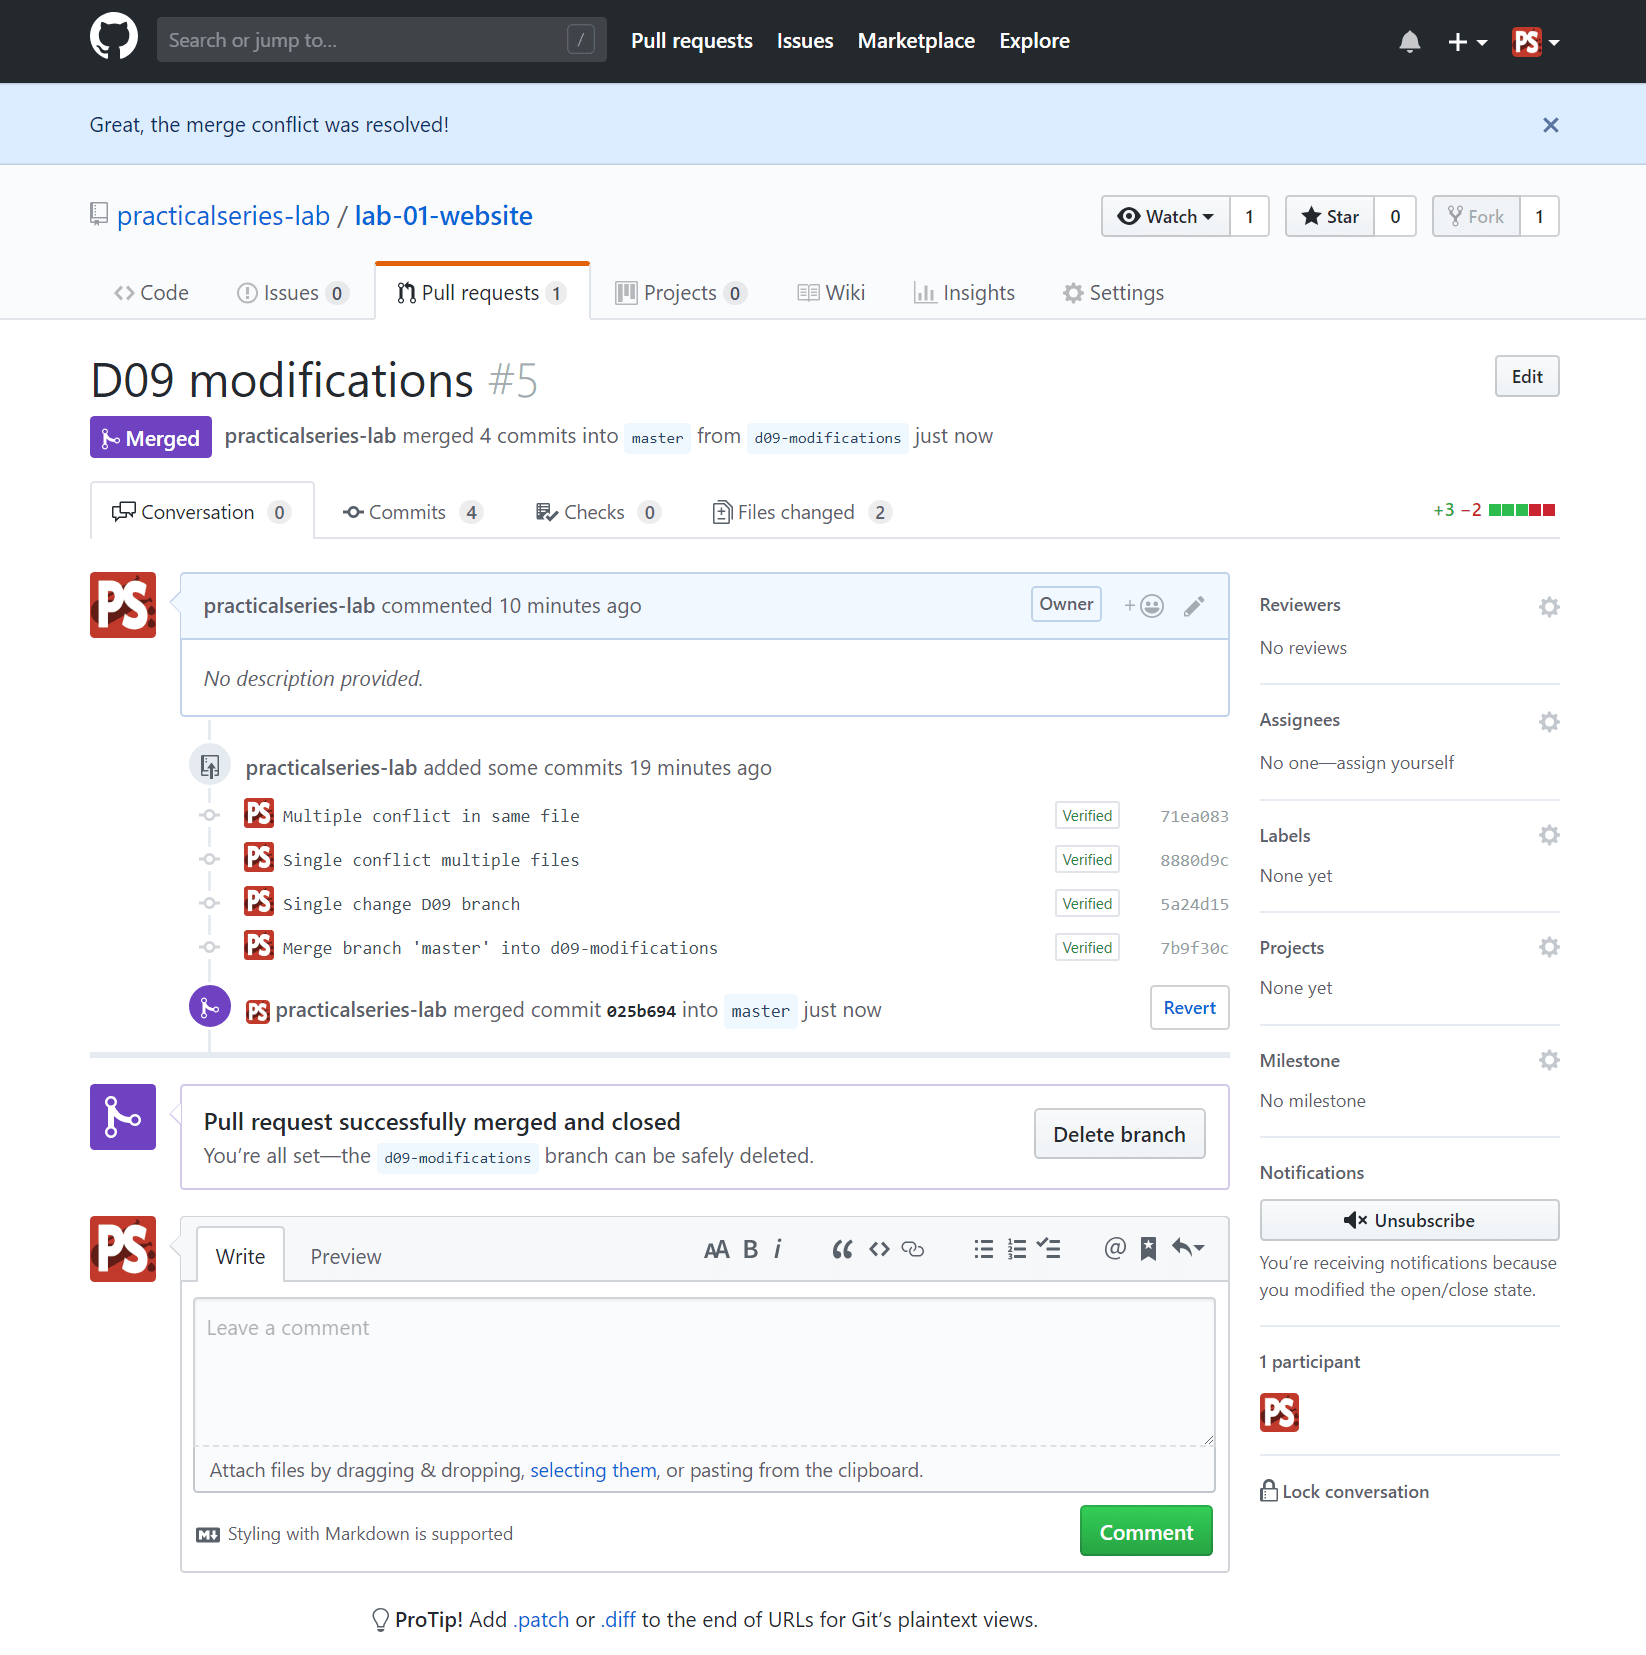 Search or jump to... /
Pull requests Issues Marketplace Explore
PS
Great, the merge conflict was resolved!
practicalseries-lab / lab-01-website
Watch 1 Star 0 Fork 1
Code Issues 0 Pull requests 1 Projects 0 Wiki Insights Settings
D09 modifications #5
Edit
Merged practicalseries-lab merged 4 commits into master from d09-modifications just now
Conversation 0 Commits 4 Checks 0 Files changed 2 +3 −2
PS
practicalseries-lab commented 10 minutes ago Owner
No description provided.
practicalseries-lab added some commits 19 minutes ago
PS Multiple conflict in same file Verified 71ea083
PS Single conflict multiple files Verified 8880d9c
PS Single change D09 branch Verified 5a24d15
PS Merge branch 'master' into d09-modifications Verified 7b9f30c
PS practicalseries-lab merged commit 025b694 into master just now Revert
Pull request successfully merged and closed
You’re all set—the d09-modifications branch can be safely deleted.
Delete branch
PS
Write Preview AA B i
Leave a comment
Attach files by dragging & dropping, selecting them, or pasting from the clipboard.
Styling with Markdown is supported
Comment
ProTip! Add .patch or .diff to the end of URLs for Git’s plaintext views.
Reviewers
No reviews
Assignees
No one—assign yourself
Labels
None yet
Projects
None yet
Milestone
No milestone
Notifications
Unsubscribe
You’re receiving notifications because
you modified the open/close state.
1 participant
PS
Lock conversation